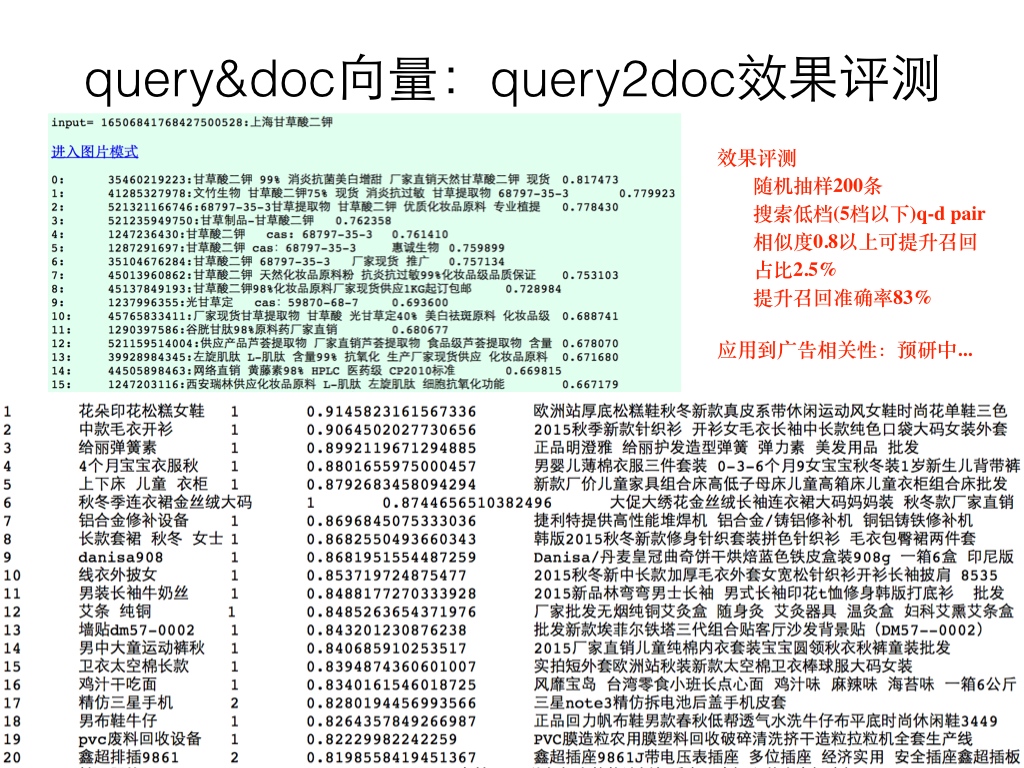 query&doc向量：query2doc效果评测
input= 16506841768427500528:上海甘草酸二钾
进入图片模式
0: 35460219223:甘草酸二钾 99% 消炎抗菌美白增甜 厂家直销天然甘草酸二钾 现货 0.817473
1: 41285327978:文竹生物 甘草酸二钾75% 现货 消炎抗过敏 甘草提取物 68797-35-3 0.779923
2: 521321166746:68797-35-3甘草提取物 甘草酸二钾 优质化妆品原料 专业植提 0.778430
3: 521235949750:甘草制品-甘草酸二钾 0.762358
4: 1247236430:甘草酸二钾 cas: 68797-35-3 0.761410
5: 1287291697:甘草酸二钾 cas：68797-35-3 惠诚生物 0.759899
6: 35104676284:甘草酸二钾 68797-35-3 厂家现货 推广 0.757134
7: 45013960862:甘草酸二钾 天然化妆品原料粉 抗炎抗过敏99%化妆品级品质保证 0.753103
8: 45137849193:甘草酸二钾98%化妆品原料厂家现货供应1KG起订包邮 0.728984
9: 1237996355:光甘草定 cas：59870-68-7 0.693600
10: 45765833411:厂家现货甘草提取物 甘草酸 光甘草定40% 美白祛斑原料 化妆品级 0.688741
11: 1290397586:谷胱甘肽98%原料药厂家直销 0.680677
12: 521159514004:供应产品芦荟提取物 厂家直销芦荟提取物 食品级芦荟提取物 含量 0.678070
13: 39928984345:左旋肌肽 L-肌肽 含量99% 抗氧化 生产厂家现货供应 化妆品原料 0.671680
14: 44505898463:网络直销 黄藤素98% HPLC 医药级 CP2010标准 0.669815
15: 1247203116:西安瑞林供应化妆品原料 L-肌肽 左旋肌肽 细胞抗氧化功能 0.667179
效果评测
随机抽样200条
搜索低档(5档以下)q-d pair
相似度0.8以上可提升召回
占比2.5%
提升召回准确率83%
应用到广告相关性：预研中...
1 花朵印花松糕女鞋 1 0.9145823161567336 欧洲站厚底松糕鞋秋冬新款真皮系带休闲运动风女鞋时尚花单鞋三色
2 中款毛衣开衫 1 0.9064502027730656 2015秋季新款针织衫 开衫女毛衣长袖中长款纯色口袋大码女装外套
3 给丽弹簧素 1 0.8992119671294885 正品明澄雅 给丽护发造型弹簧 弹力素 美发用品 批发
4 4个月宝宝衣服秋 1 0.8801655975000457 男婴儿薄棉衣服三件套装 0-3-6个月9女宝宝秋冬装1岁新生儿背带裤
5 上下床 儿童 衣柜 1 0.8792683458094294 新款厂价儿童家具组合床高低子母床儿童高箱床儿童衣柜组合床批发
6 秋冬季连衣裙金丝绒大码 1 0.8744656510382496 大促大绣花金丝绒长袖连衣裙大码妈妈装 秋冬款厂家直销
7 铝合金修补设备 1 0.8698645075333036 捷利特提供高性能堆焊机 铝合金/铸铝修补机 铜铝铸铁修补机
8 长款套裙 秋冬 女士 1 0.8682550493660343 韩版2015秋冬新款修身针织套装拼色针织衫 毛衣包臀裙两件套
9 danisa908 1 0.8681951554487259 Danisa/丹麦皇冠曲奇饼干烘焙蓝色铁皮盒装908g 一箱6盒 印尼版
10 线衣外披女 1 0.853719724875477 2015秋冬新中长款加厚毛衣外套女宽松针织衫开衫长袖披肩 8535
11 男装长袖牛奶丝 1 0.8488177270333928 2015新品林弯弯男士长袖 男式长袖印花t恤修身韩版打底衫 批发
12 艾条 纯铜 1 0.8485263654371976 厂家批发无烟纯铜艾灸盒 随身灸 艾灸器具 温灸盒 妇科艾熏艾条盒
13 墙贴dm57-0002 1 0.843201230876238 批发新款埃菲尔铁塔三代组合贴客厅沙发背景贴（DM57--0002）
14 男中大童运动裤秋 1 0.840685910253517 2015厂家直销儿童纯棉内衣套装宝宝圆领秋衣秋裤童装批发
15 卫衣太空棉长款 1 0.8394874360601007 实拍短外套欧洲站秋装新款太空棉卫衣棒球服大码女装
16 鸡汁干吃面 1 0.8340161546018725 风靡宝岛 台湾零食小班长点心面 鸡汁味 麻辣味 海苔味 一箱6公斤
17 精仿三星手机 2 0.8280194456993566 三星note3精仿拆电池后盖手机皮套
18 男布鞋牛仔 1 0.8264357849266987 正品回力帆布鞋男款春秋低帮透气水洗牛仔布平底时尚休闲鞋3449
19 pvc废料回收设备 1 0.82229982242259 PVC膜造粒农用膜塑料回收破碎清洗挤干造粒拉粒机全套生产线
20 鑫超排插9861 2 0.8195558419451367 鑫超插座9861J带电压表插座 多位插座 经济实用 安全插座鑫超插板